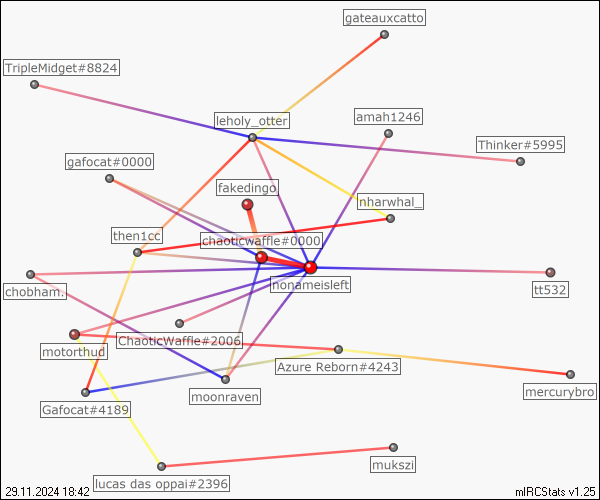 gateauxcatto
TripleMidget#8824
leholy_otter
amah1246
Thinker#5995
gafocat#0000
fakedingo
nharwhal_
then1cc
chaoticwaffle#0000
chobham.
nonameisleft
tt532
ChaoticWaffle#2006
motorthud
Azure Reborn#4243
mercurybro
Gafocat#4189
moonraven
mukszi
lucas das oppai#2396
29.11.2024 18:42
mIRCStats v1.25